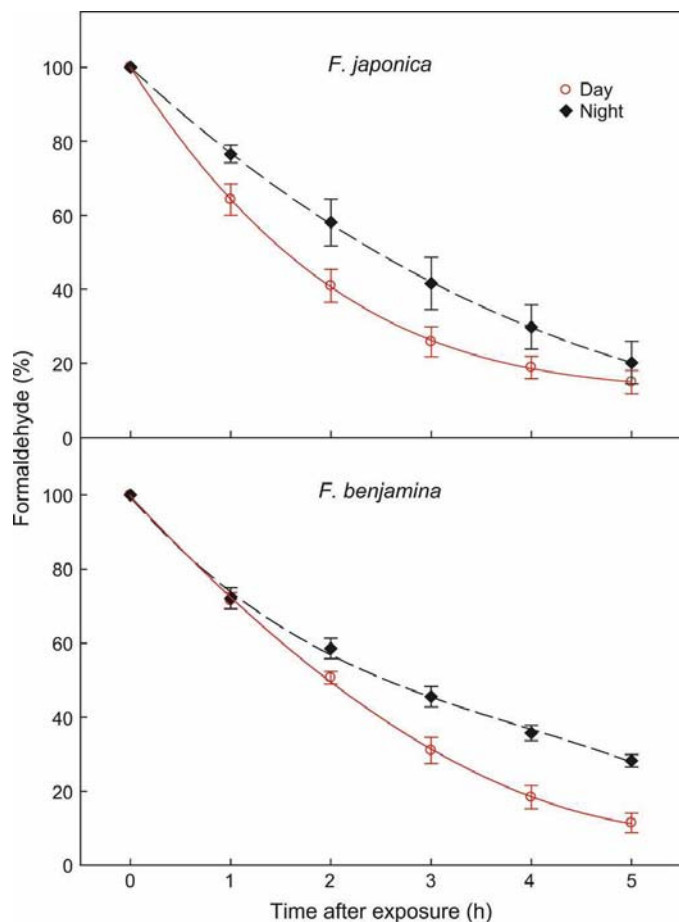 F. japonica
Day
Night
100
80
60
40
20
0
F. benjamina
100
80
60
40
20
0
Formaldehyde (%)
0 1 2 3 4 5
Time after exposure (h)